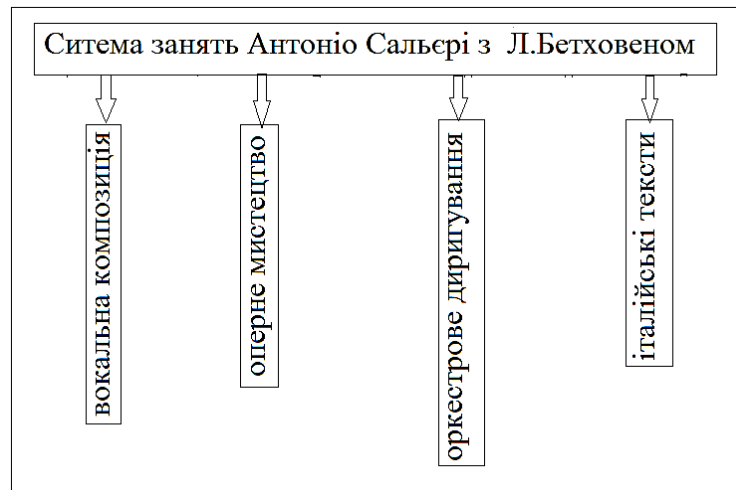 Ситема занять Антоніо Сальєрі з Л.Бетховеном
вокальна композиція
оперне мистецтво
оркестрове диригування
італійські тексти